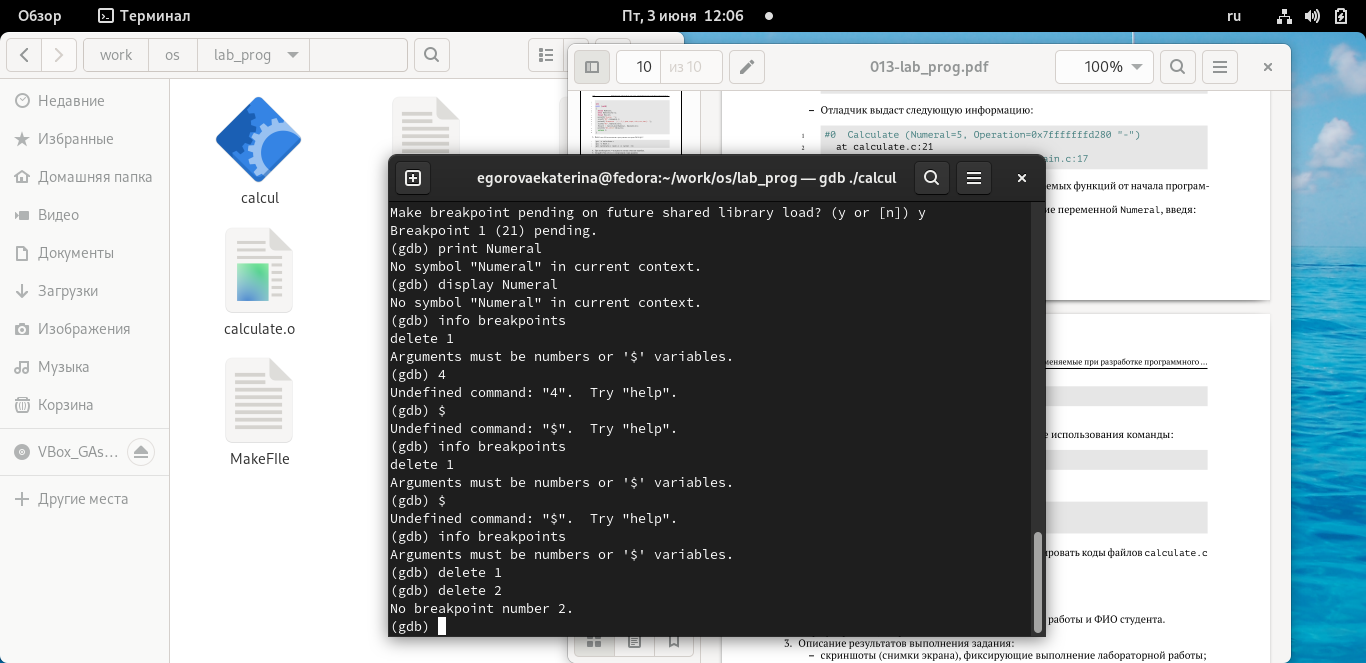 Обзор
Терминал
Пт, 3 июня 12:06
ru
work
os
lab_prog
Недавние
Избранные
Домашняя папка
Видео
Документы
Загрузки
Изображения
Музыка
Корзина
VBox_GAs…
Другие места
calcul
calculate.o
MakeFIle
10
из 10
013-lab_prog.pdf
100%
– Отладчик выдаст следующую информацию:
1 #0 Calculate (Numeral=5, Operation=0x7fffffffd280 "-")
2 at calculate.c:21
ain.c:17
емых функций от начала програм-
ие переменной Numeral, введя:
меняемые при разработке программного …
е использования команды:
ировать коды файлов calculate.c
работы и ФИО студента.
3. Описание результатов выполнения задания:
– скриншоты (снимки экрана), фиксирующие выполнение лабораторной работы;
egorovaekaterina@fedora:~/work/os/lab_prog — gdb ./calcul
Make breakpoint pending on future shared library load? (y or [n]) y
Breakpoint 1 (21) pending.
(gdb) print Numeral
No symbol "Numeral" in current context.
(gdb) display Numeral
No symbol "Numeral" in current context.
(gdb) info breakpoints
delete 1
Arguments must be numbers or '$' variables.
(gdb) 4
Undefined command: "4".  Try "help".
(gdb) $
Undefined command: "$".  Try "help".
(gdb) info breakpoints
delete 1
Arguments must be numbers or '$' variables.
(gdb) $
Undefined command: "$".  Try "help".
(gdb) info breakpoints
Arguments must be numbers or '$' variables.
(gdb) delete 1
(gdb) delete 2
No breakpoint number 2.
(gdb)